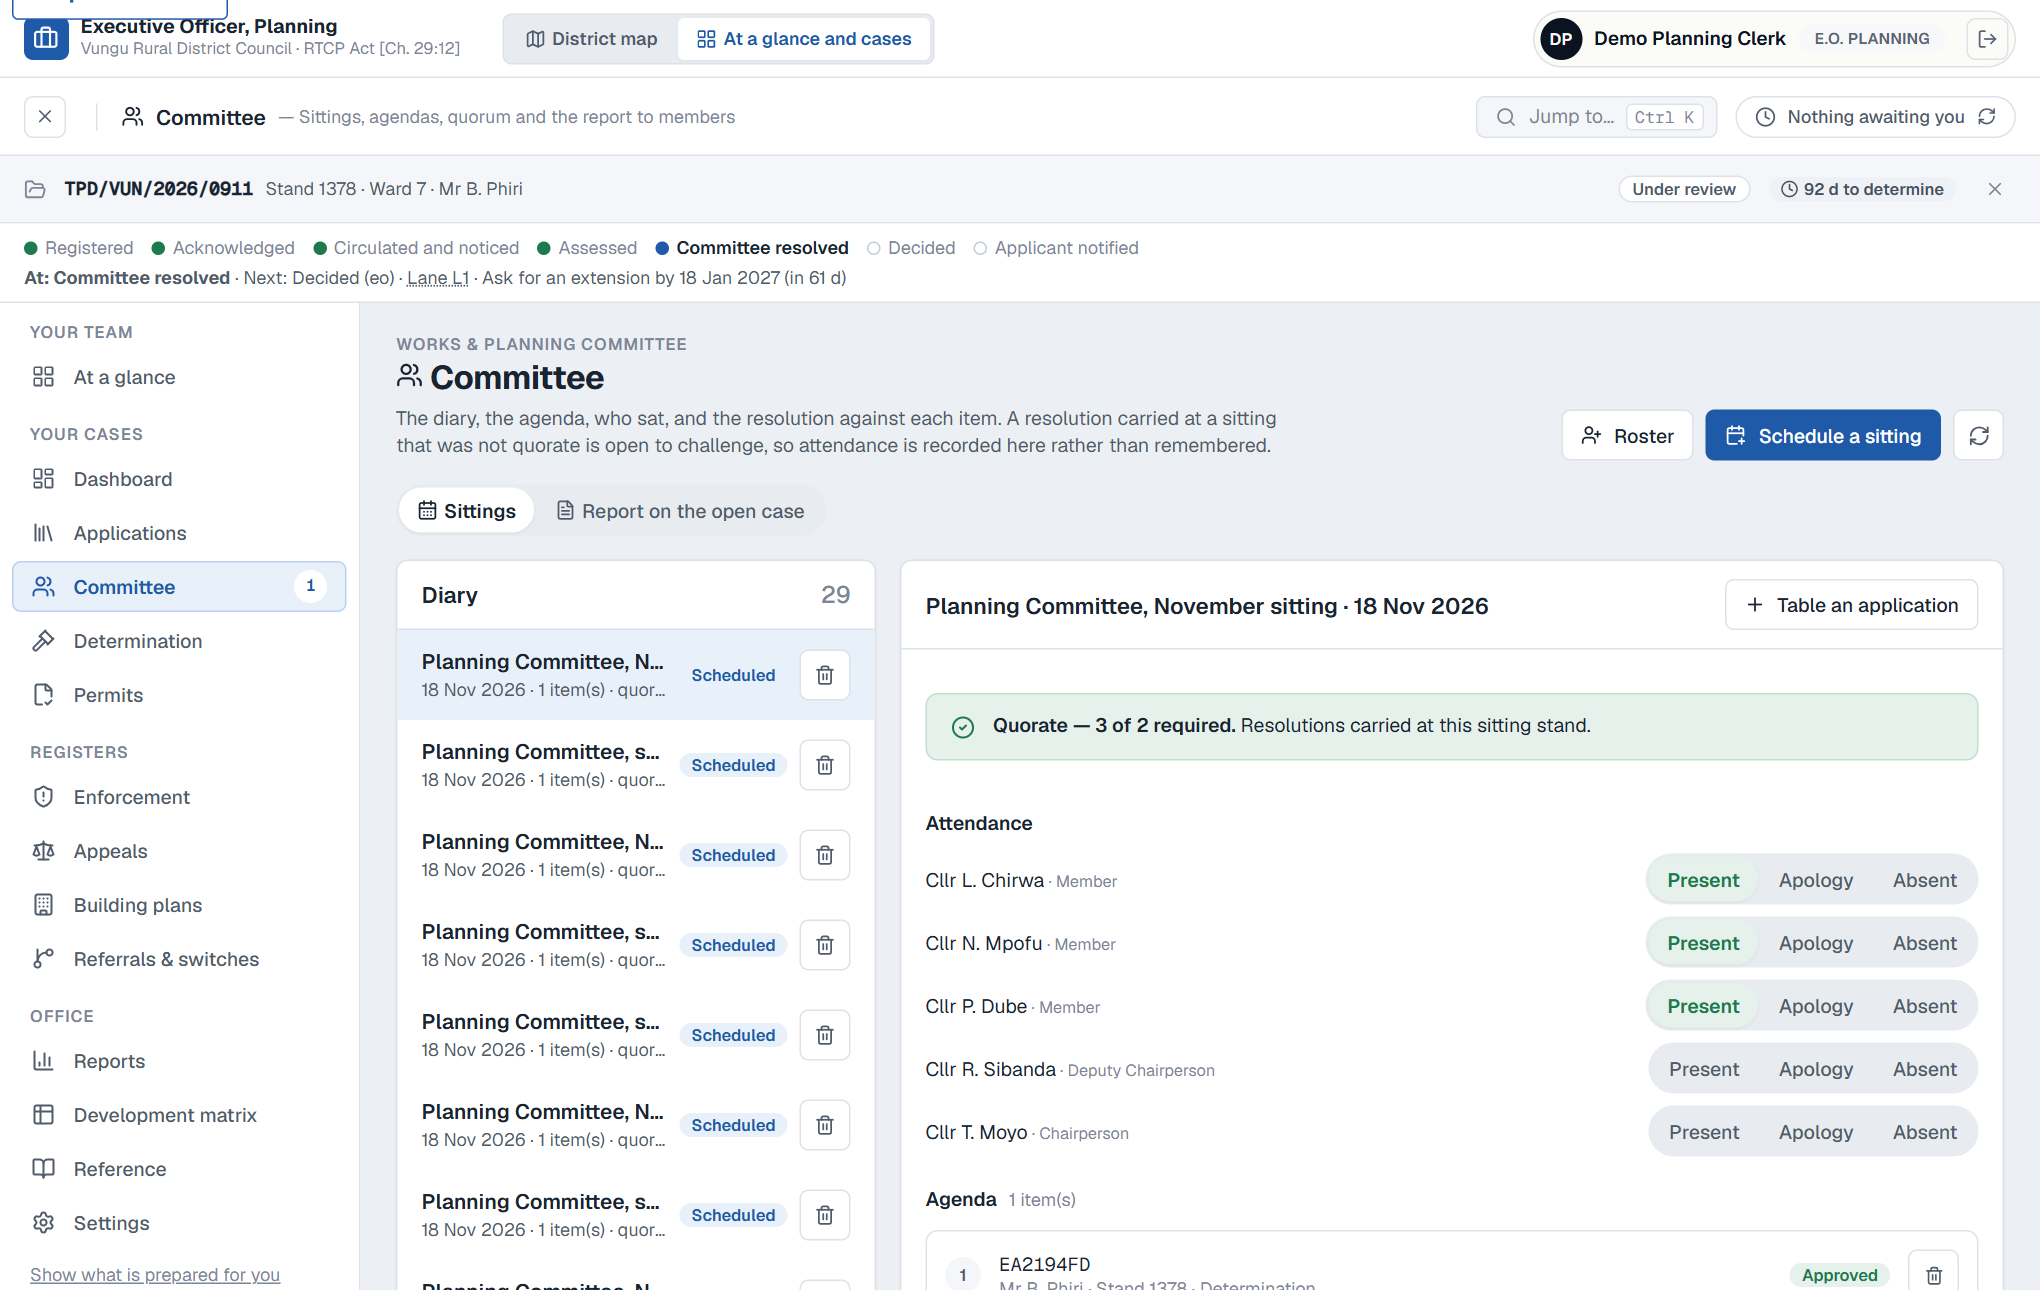 Executive Officer, Planning
Vungu Rural District Council · RTCP Act [Ch. 29:12]
District map
At a glance and cases
DP
Demo Planning Clerk
E.O. PLANNING
Committee
— Sittings, agendas, quorum and the report to members
Jump to...
Ctrl K
Nothing awaiting you
TPD/VUN/2026/0911 Stand 1378 · Ward 7 · Mr B. Phiri
Under review
92 d to determine
Registered
Acknowledged
Circulated and noticed
Assessed
Committee resolved
Decided
Applicant notified
At: Committee resolved · Next: Decided (eo) · Lane L1 · Ask for an extension by 18 Jan 2027 (in 61 d)
YOUR TEAM
At a glance
YOUR CASES
Dashboard
Applications
Committee
1
Determination
Permits
REGISTERS
Enforcement
Appeals
Building plans
Referrals & switches
OFFICE
Reports
Development matrix
Reference
Settings
Show what is prepared for you
WORKS & PLANNING COMMITTEE
Committee
The diary, the agenda, who sat, and the resolution against each item. A resolution carried at a sitting
that was not quorate is open to challenge, so attendance is recorded here rather than remembered.
Roster
Schedule a sitting
Sittings
Report on the open case
Diary
29
Planning Committee, N...
18 Nov 2026 · 1 item(s) · quor...
Scheduled
Planning Committee, s...
18 Nov 2026 · 1 item(s) · quor...
Scheduled
Planning Committee, N...
18 Nov 2026 · 1 item(s) · quor...
Scheduled
Planning Committee, s...
18 Nov 2026 · 1 item(s) · quor...
Scheduled
Planning Committee, s...
18 Nov 2026 · 1 item(s) · quor...
Scheduled
Planning Committee, N...
18 Nov 2026 · 1 item(s) · quor...
Scheduled
Planning Committee, s...
18 Nov 2026 · 1 item(s) · quor...
Scheduled
Planning Committee, N...
Planning Committee, November sitting · 18 Nov 2026
Table an application
Quorate — 3 of 2 required. Resolutions carried at this sitting stand.
Attendance
Cllr L. Chirwa · Member
Present
Apology
Absent
Cllr N. Mpofu · Member
Present
Apology
Absent
Cllr P. Dube · Member
Present
Apology
Absent
Cllr R. Sibanda · Deputy Chairperson
Present
Apology
Absent
Cllr T. Moyo · Chairperson
Present
Apology
Absent
Agenda 1 item(s)
1
EA2194FD
Mr B. Phiri · Stand 1378 · Determination
Approved